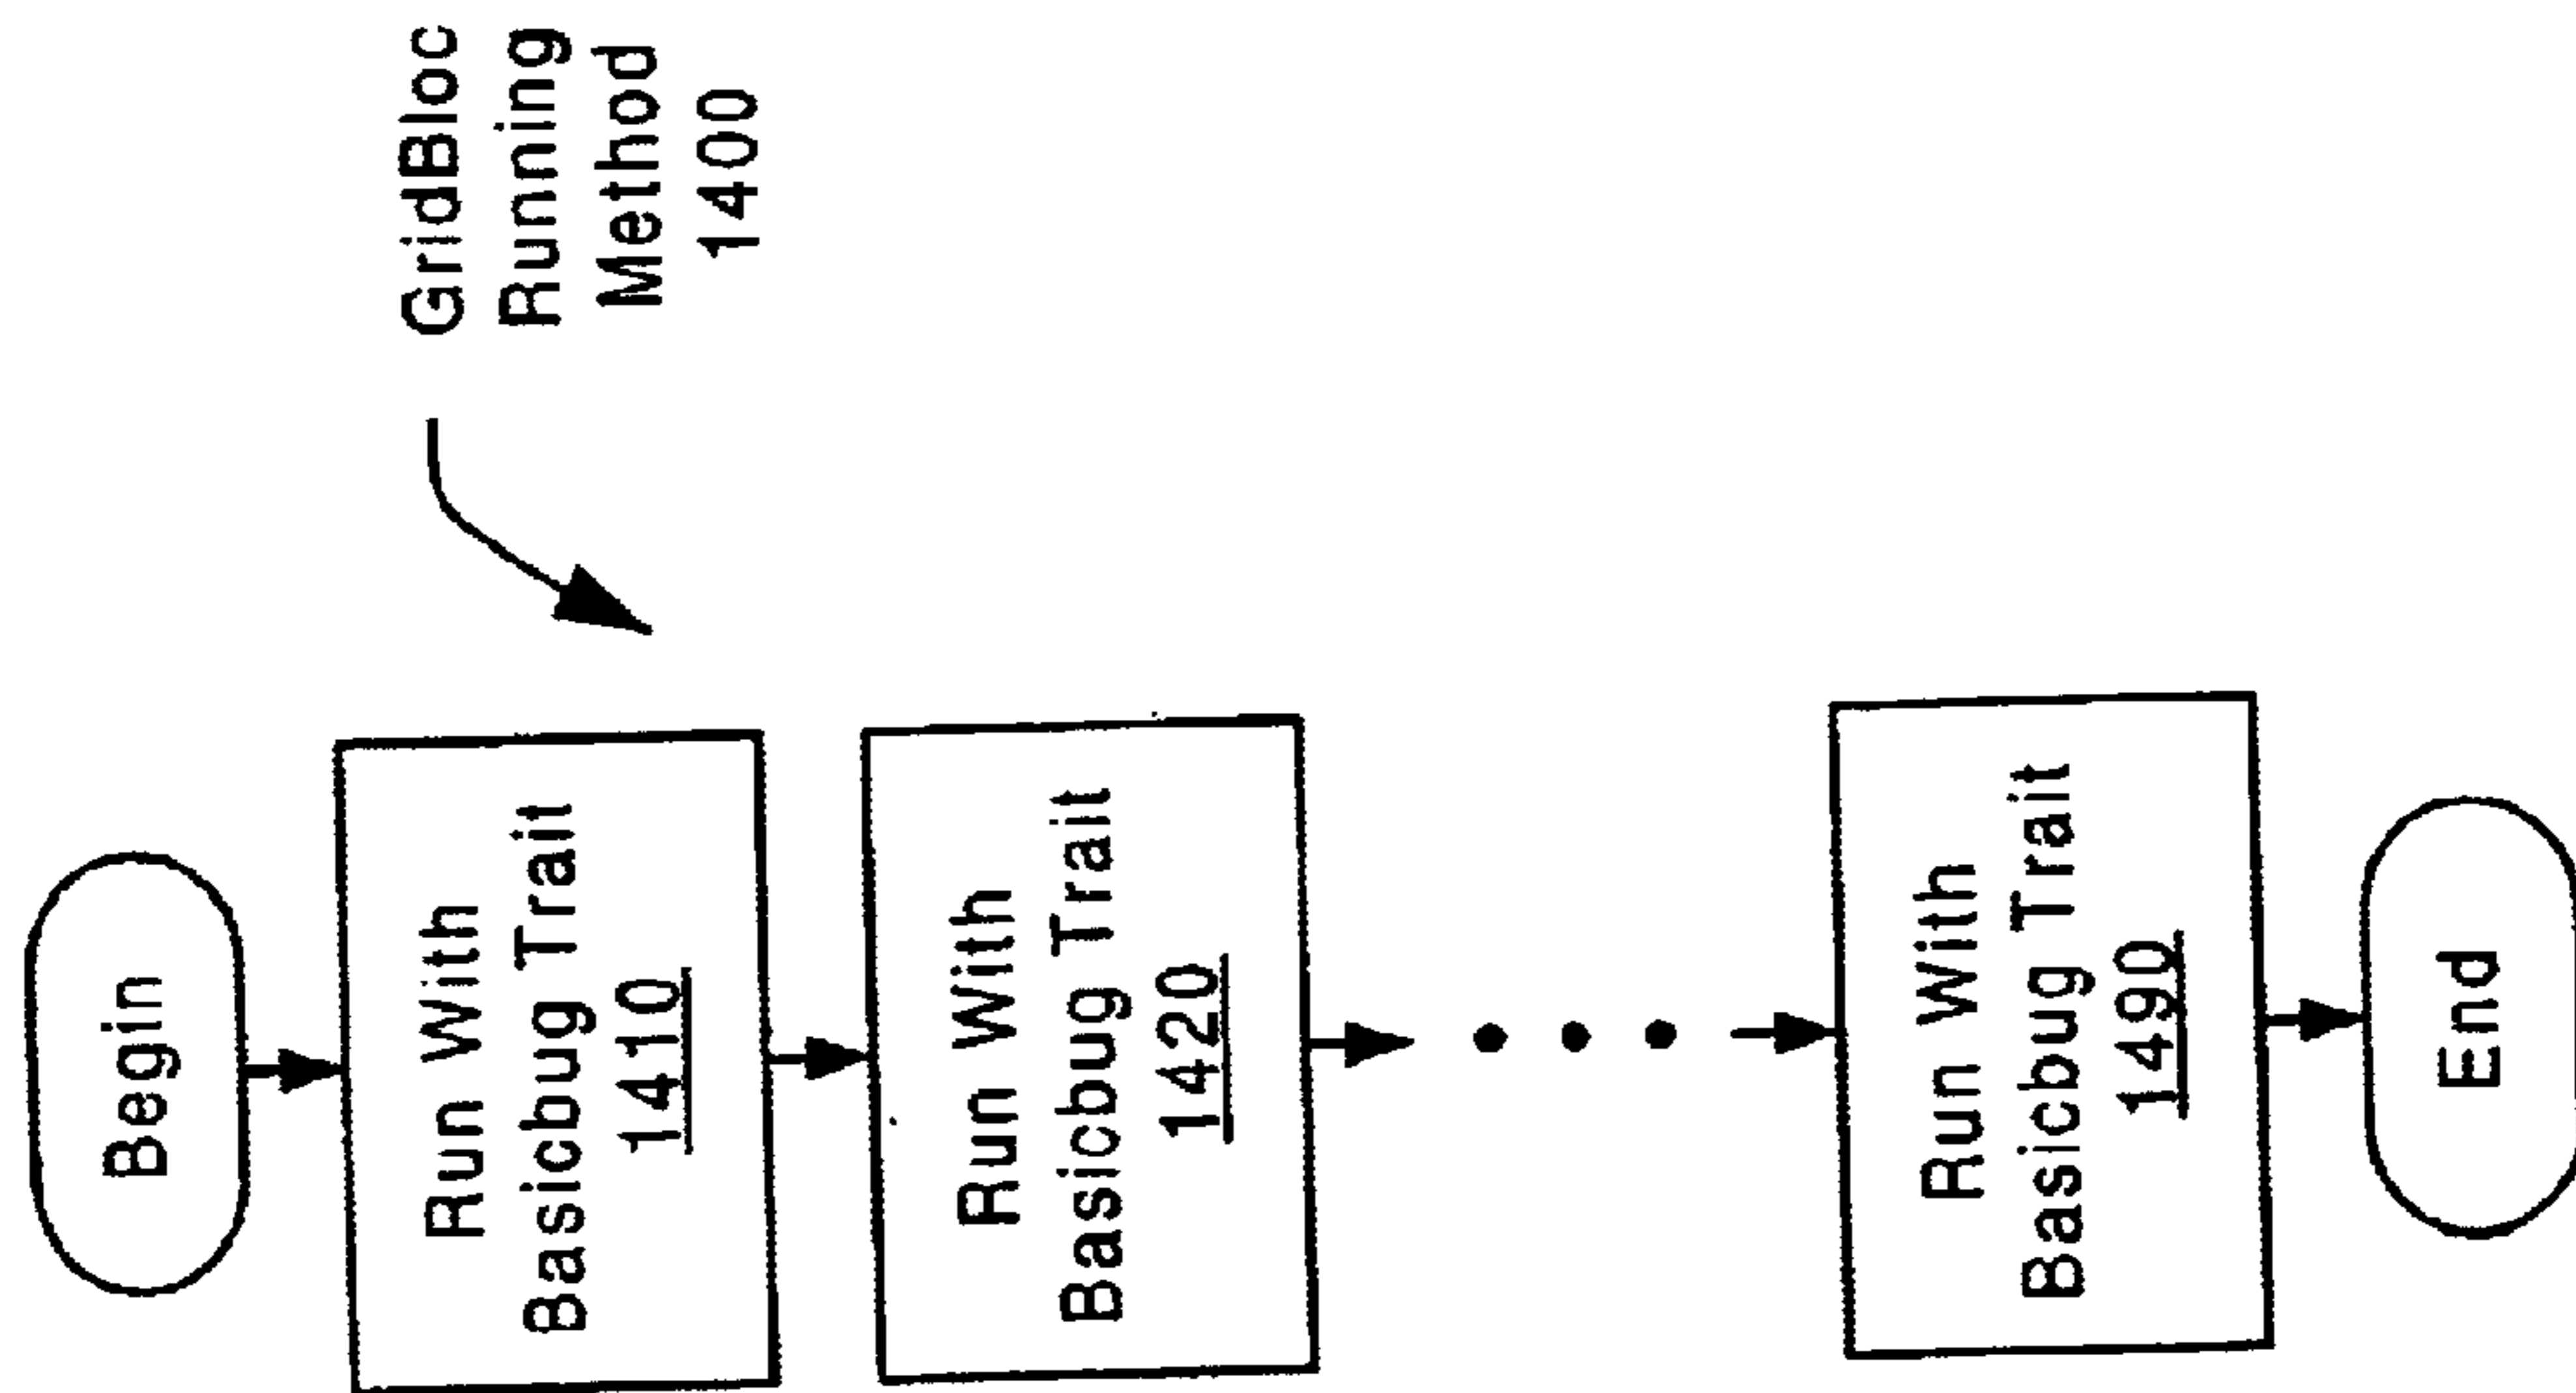 GridBloc
Running
Method
1400
Begin
Run With
Basicbug Trait
1410
Run With
Basicbug Trait
1420
Run With
Basicbug Trait
1490
End